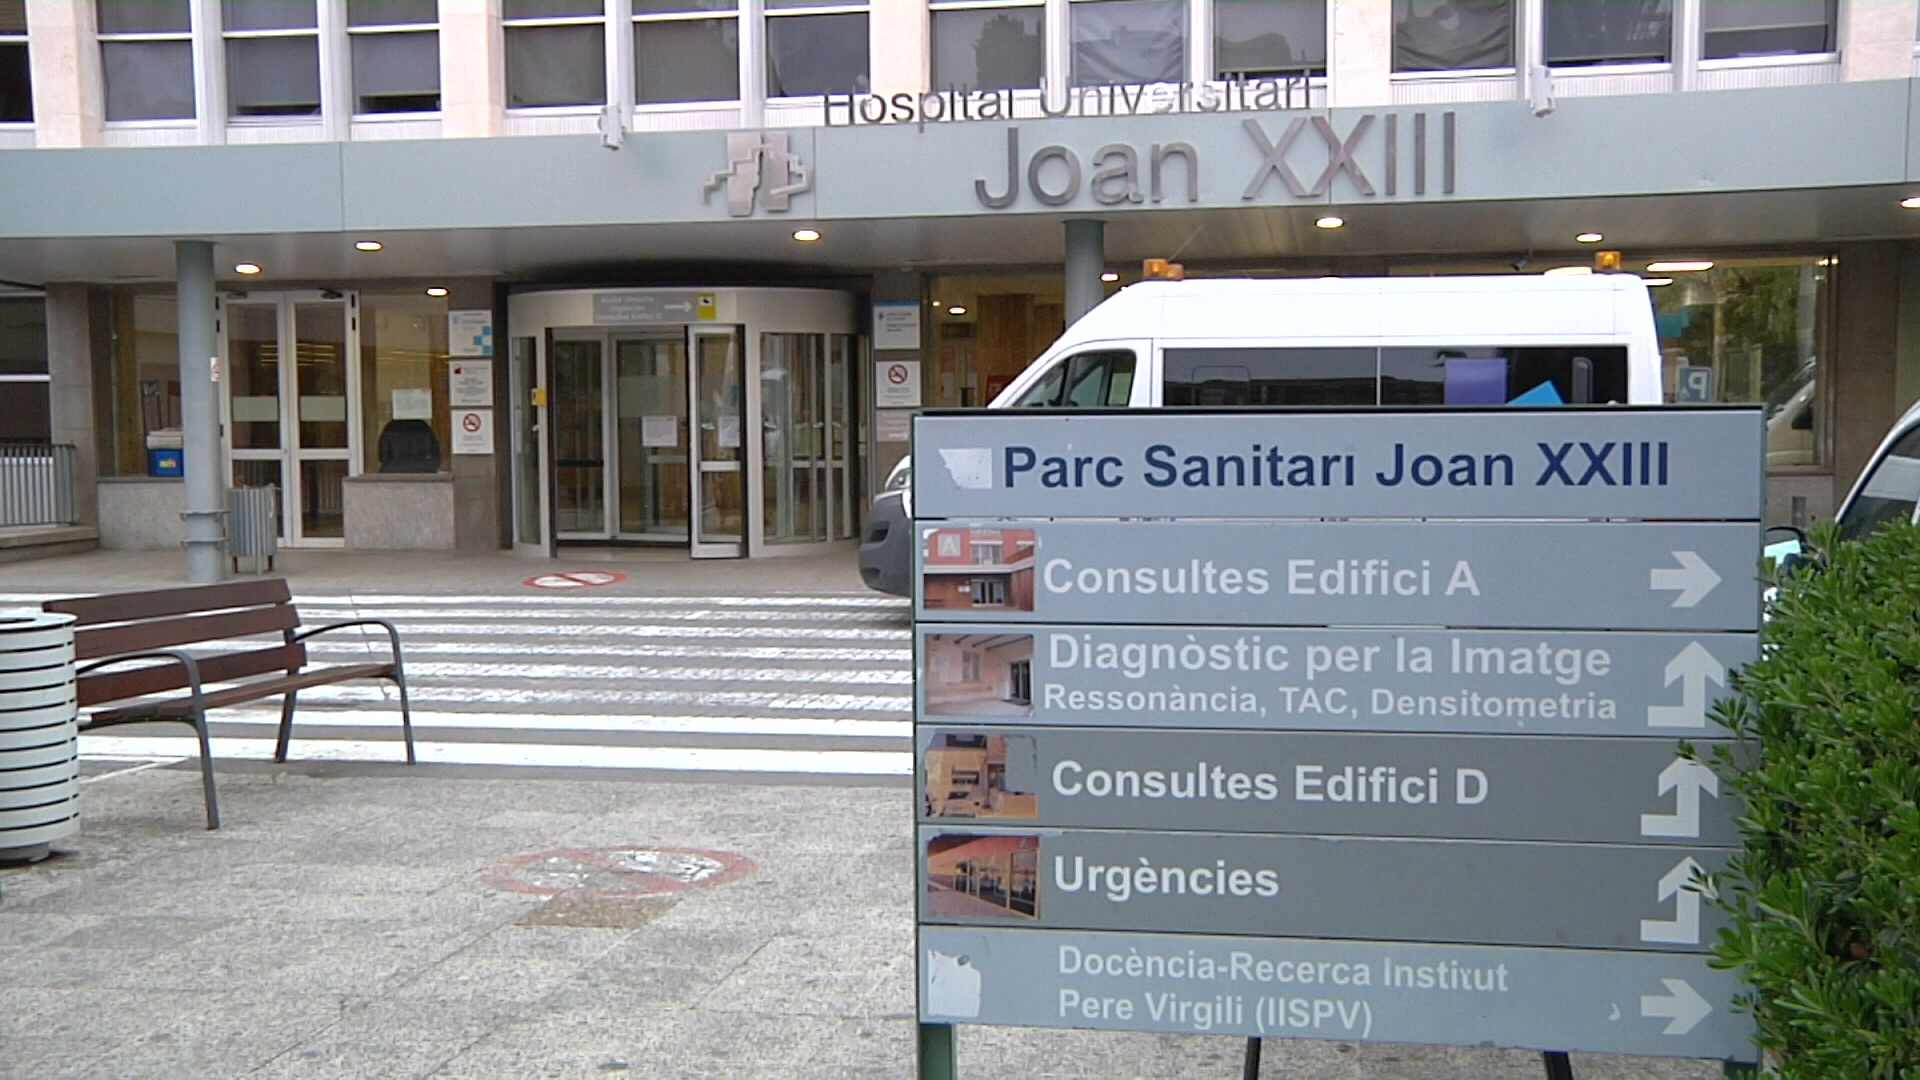 Hospital Universitari
Joan XXIII
Parc Sanitari Joan XXIII
A
Consultes Edifici A
Diagnòstic per la Imatge
Ressonància, TAC, Densitometria
Consultes Edifici D
Urgències
Docència-Recerca Institut
Pere Virgili (IISPV)
P